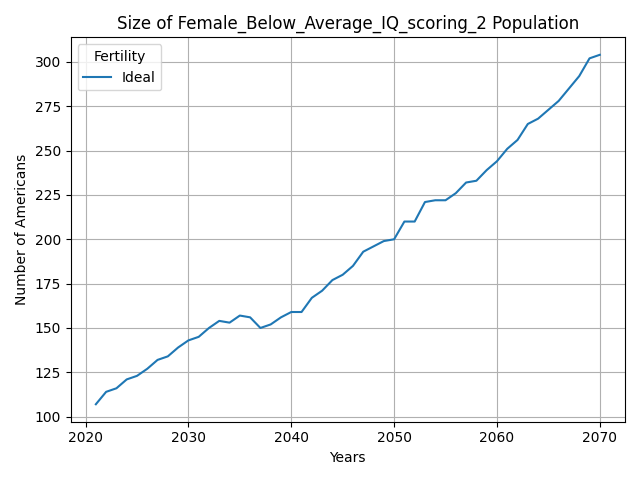 Size of Female_Below_Average_IQ_scoring_2 Population
Fertility
Ideal
Number of Americans
300
275
250
225
200
175
150
125
100
2020 2030 2040 2050 2060 2070
Years